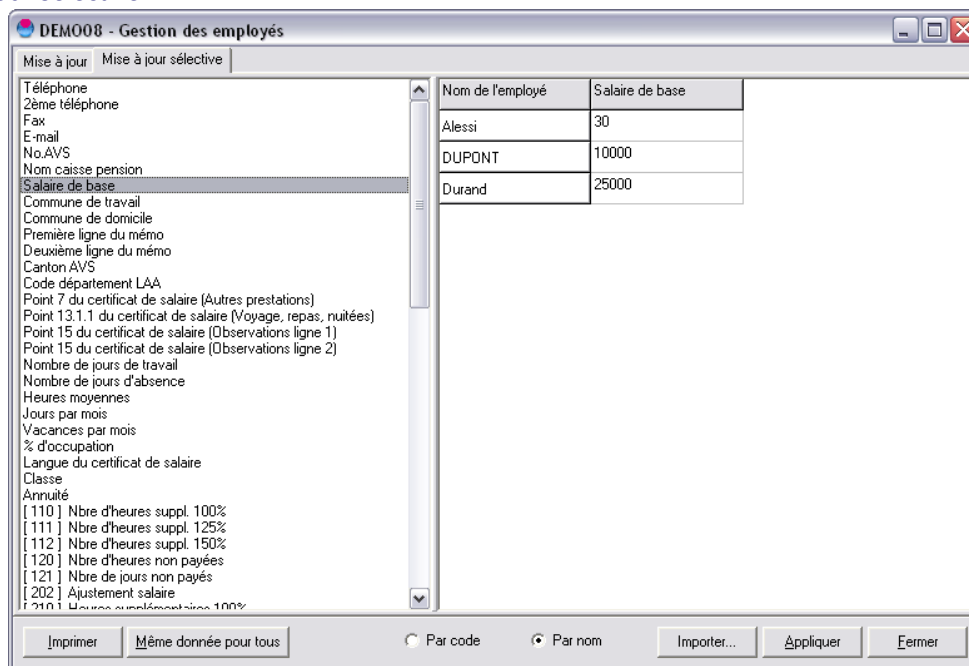 DEMO08 - Gestion des employés
Mise à jour
Mise à jour sélective
Téléphone
2ème téléphone
Fax
E-mail
No.AVS
Nom caisse pension
Salaire de base
Commune de travail
Commune de domicile
Première ligne du mémo
Deuxième ligne du mémo
Canton AVS
Code département LAA
Point 7 du certificat de salaire (Autres prestations)
Point 13.1.1 du certificat de salaire (Voyage, repas, nuitées)
Point 15 du certificat de salaire (Observations ligne 1)
Point 15 du certificat de salaire (Observations ligne 2)
Nombre de jours de travail
Nombre de jours d'absence
Heures moyennes
Jours par mois
Vacances par mois
% d'occupation
Langue du certificat de salaire
Classe
Annuité
[ 110 ] Nbre d'heures suppl. 100%
[ 111 ] Nbre d'heures suppl. 125%
[ 112 ] Nbre d'heures suppl. 150%
[ 120 ] Nbre d'heures non payées
[ 121 ] Nbre de jours non payés
[ 202 ] Ajustement salaire
[ 210 ] Heures supplémentaires 100%
Nom de l'employé Salaire de base
Alessi 30
DUPONT 10000
Durand 25000
Imprimer
Même donnée pour tous
Par code
Par nom
Importer...
Appliquer
Fermer